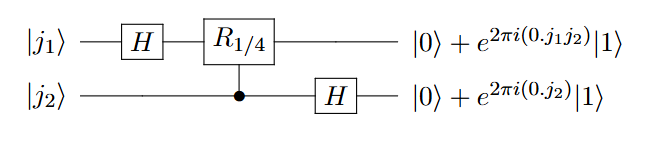 |j₁⟩ H R₁/₄ |0⟩ + e^{2πi(0.j₁j₂)}|1⟩
|j₂⟩ H |0⟩ + e^{2πi(0.j₂)}|1⟩